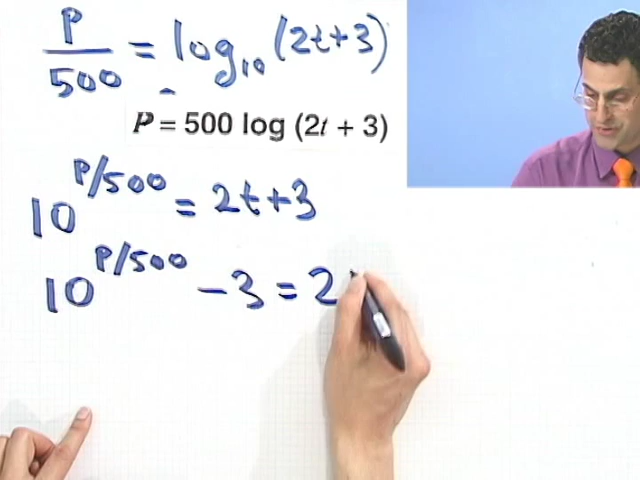 P/500 = log₁₀ (2t+3)
P = 500 log (2t + 3)
10^P/500 = 2t+3
10^P/500 − 3 = 2